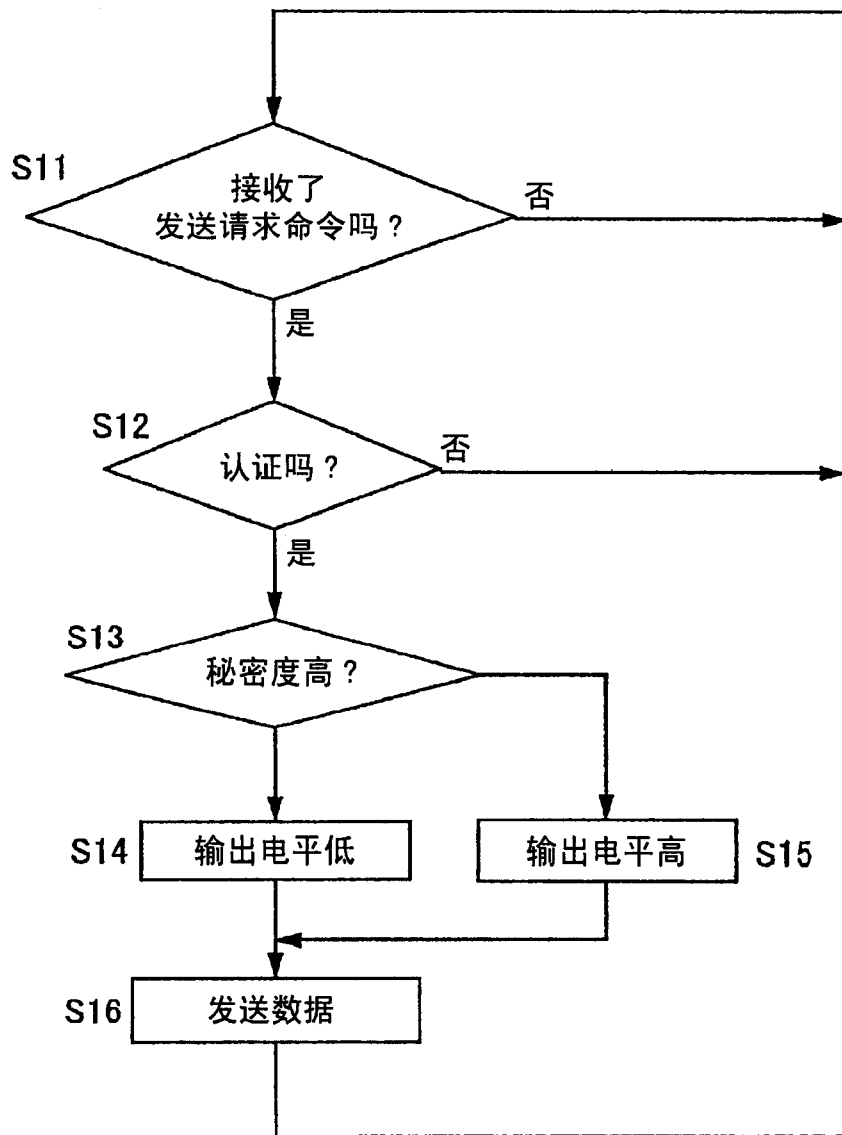 S11
接收了
发送请求命令吗?
否
是
S12
认证吗?
否
是
S13
秘密度高?
S14
输出电平低
输出电平高
S15
S16
发送数据